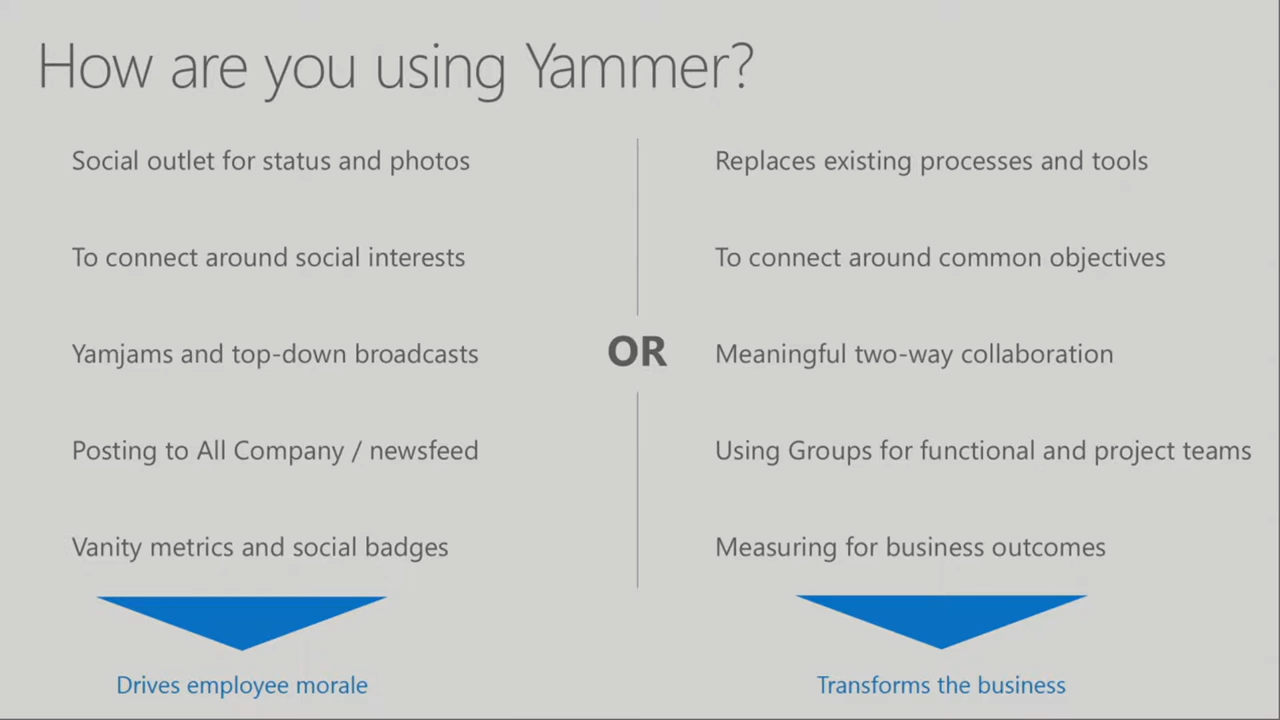 How are you using Yammer?
Social outlet for status and photos
To connect around social interests
Yamjams and top-down broadcasts
Posting to All Company / newsfeed
Vanity metrics and social badges
Drives employee morale
OR
Replaces existing processes and tools
To connect around common objectives
Meaningful two-way collaboration
Using Groups for functional and project teams
Measuring for business outcomes
Transforms the business